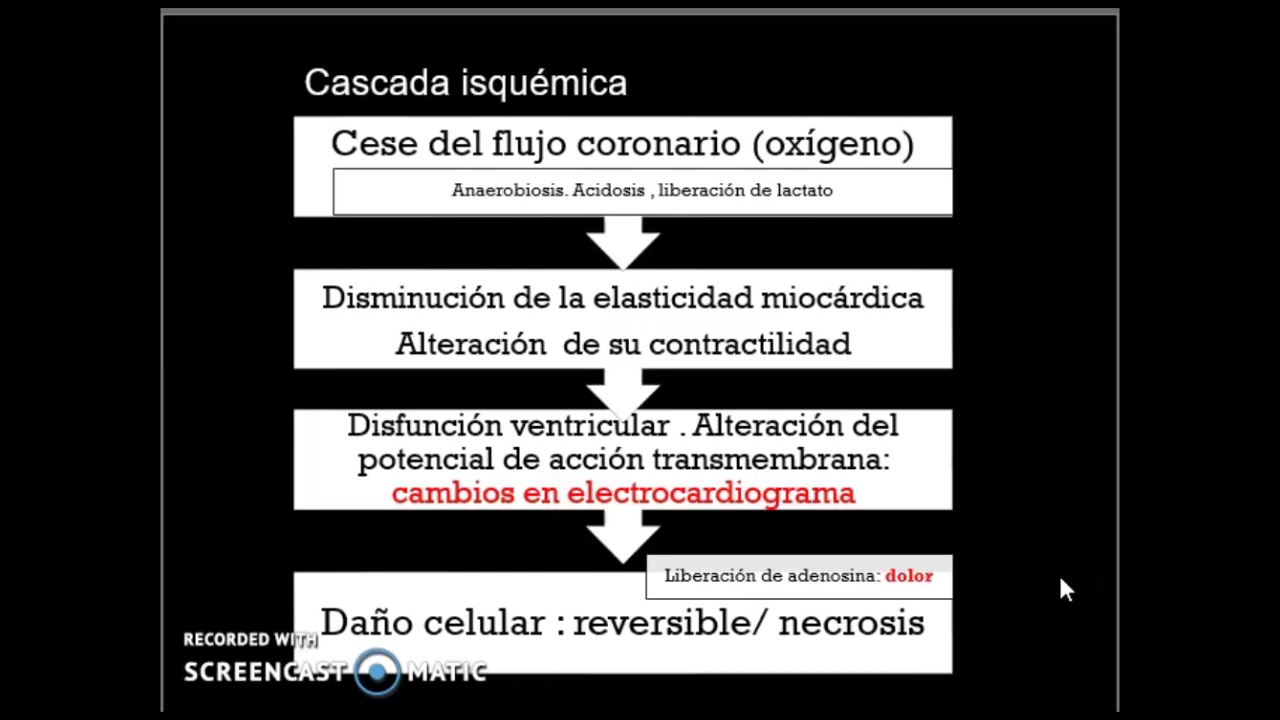 Cascada isquémica
Cese del flujo coronario (oxígeno)
Anaerobiosis. Acidosis , liberación de lactato
Disminución de la elasticidad miocárdica
Alteración de su contractilidad
Disfunción ventricular . Alteración del
potencial de acción transmembrana:
cambios en electrocardiograma
Liberación de adenosina: dolor
Daño celular : reversible/ necrosis
RECORDED WITH
SCREENCAST MATIC